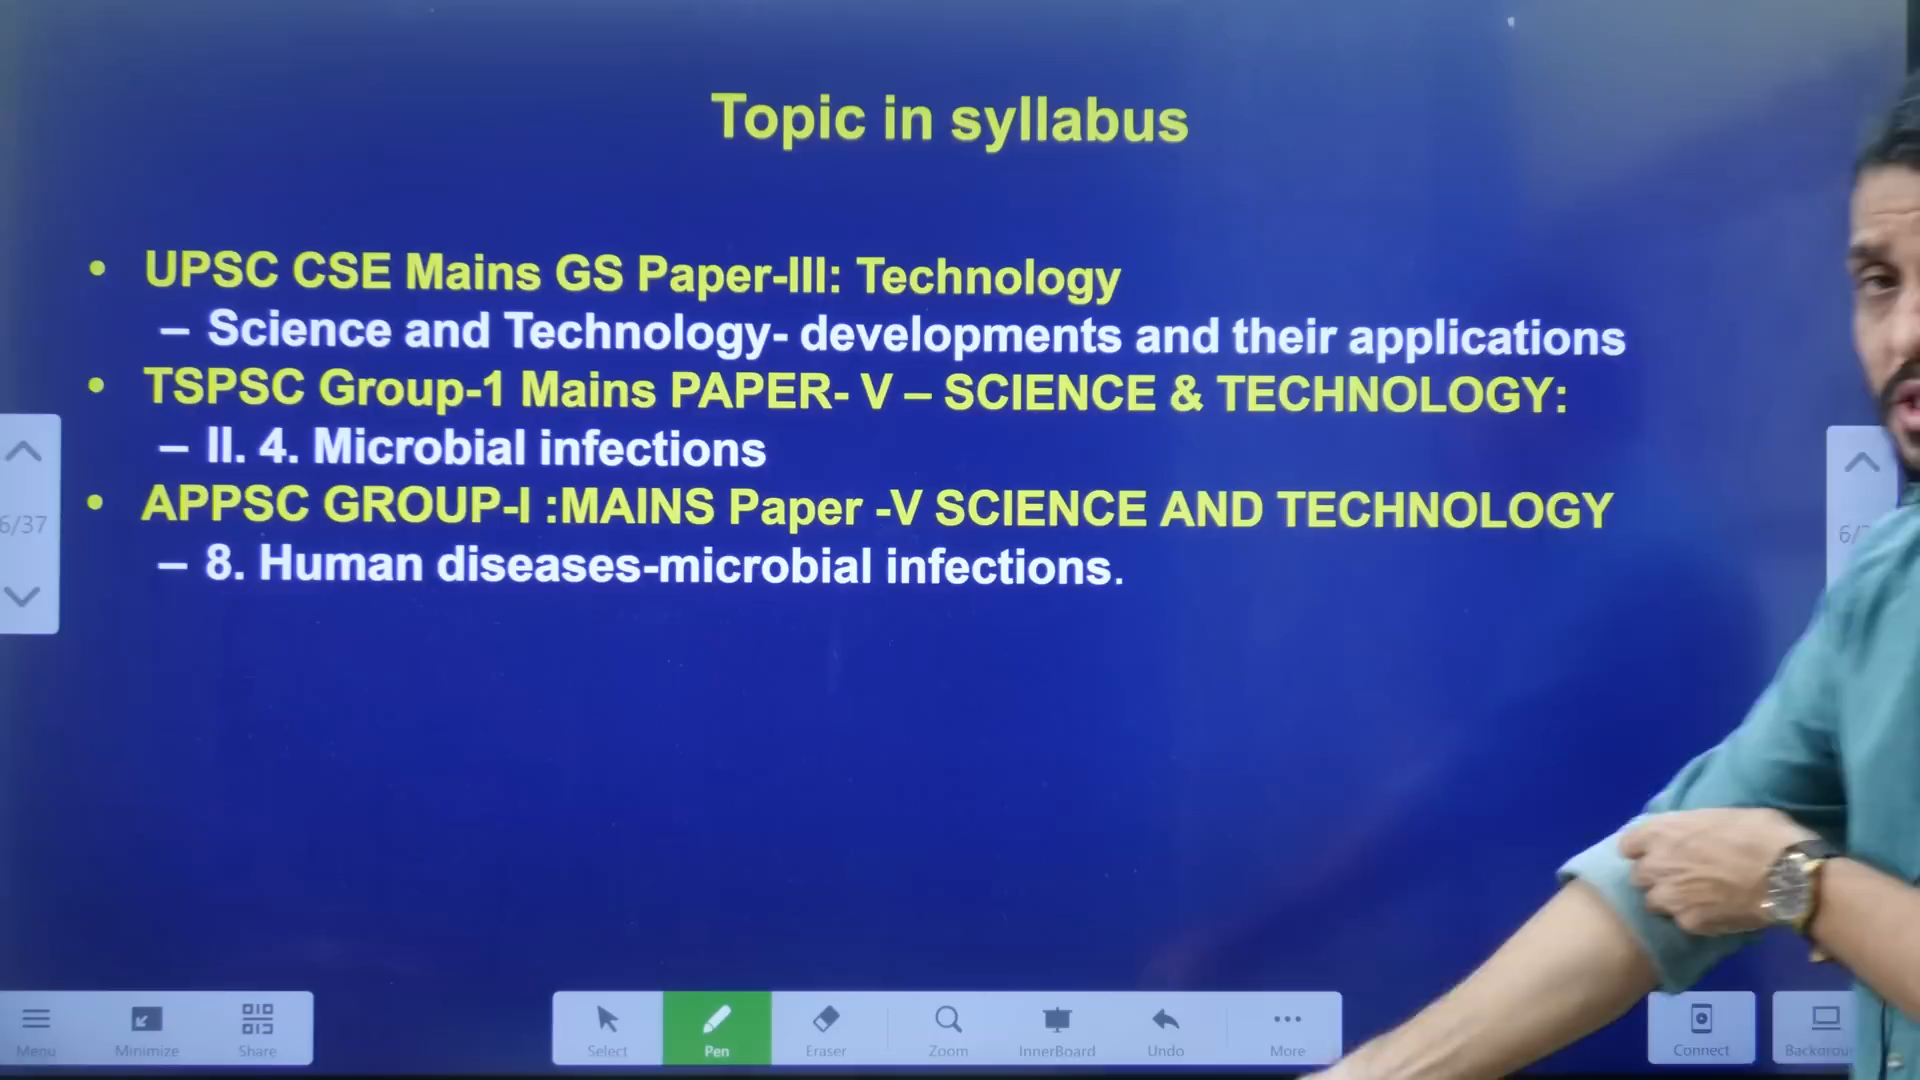 Topic in syllabus
• UPSC CSE Mains GS Paper-III: Technology
– Science and Technology- developments and their applications
• TSPSC Group-1 Mains PAPER- V – SCIENCE & TECHNOLOGY:
– II. 4. Microbial infections
• APPSC GROUP-I :MAINS Paper -V SCIENCE AND TECHNOLOGY
– 8. Human diseases-microbial infections.
6/37
Menu
Minimize
Share
Select
Pen
Eraser
Zoom
InnerBoard
Undo
More
Connect